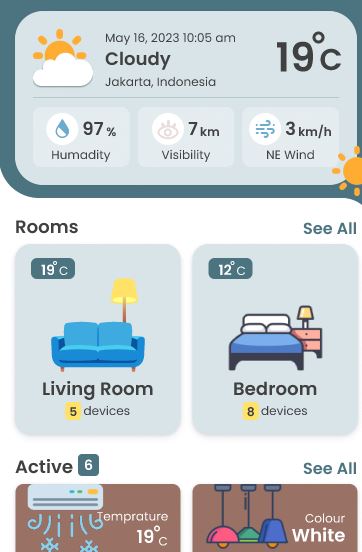 May 16, 2023 10:05 am
Cloudy
Jakarta, Indonesia
19°C
97 %
Humadity
7 km
Visibility
3 km/h
NE Wind
Rooms
See All
19°C
Living Room
5 devices
12°C
Bedroom
8 devices
Active 6
See All
Temprature
19°C
Colour
White